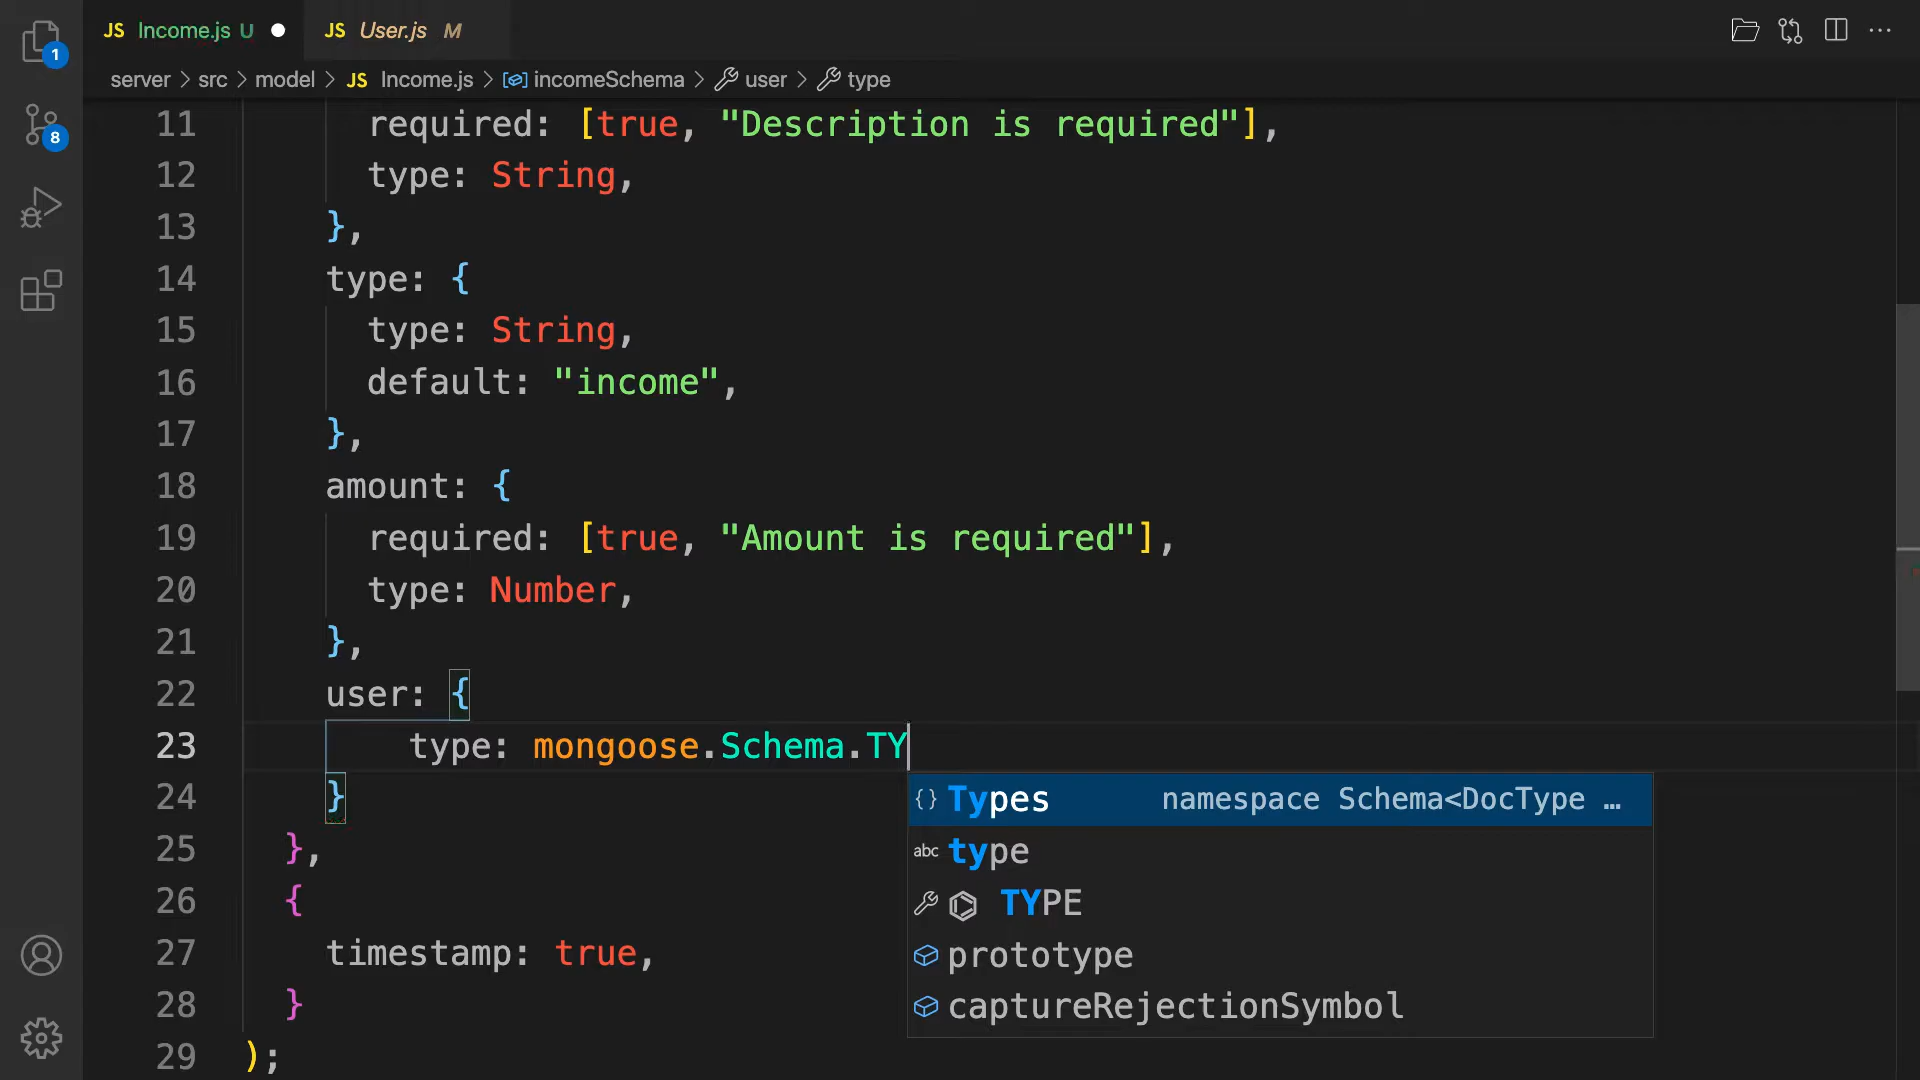 JS Income.js U JS User.js M
server > src > model > JS Income.js > incomeSchema > user > type
1
8
11 required: [true, "Description is required"],
12 type: String,
13 },
14 type: {
15 type: String,
16 default: "income",
17 },
18 amount: {
19 required: [true, "Amount is required"],
20 type: Number,
21 },
22 user: {
23 type: mongoose.Schema.TY
24 }
25 },
26 {
27 timestamp: true,
28 }
29 );
{} Types namespace Schema<DocType …
abc type
TYPE
prototype
captureRejectionSymbol